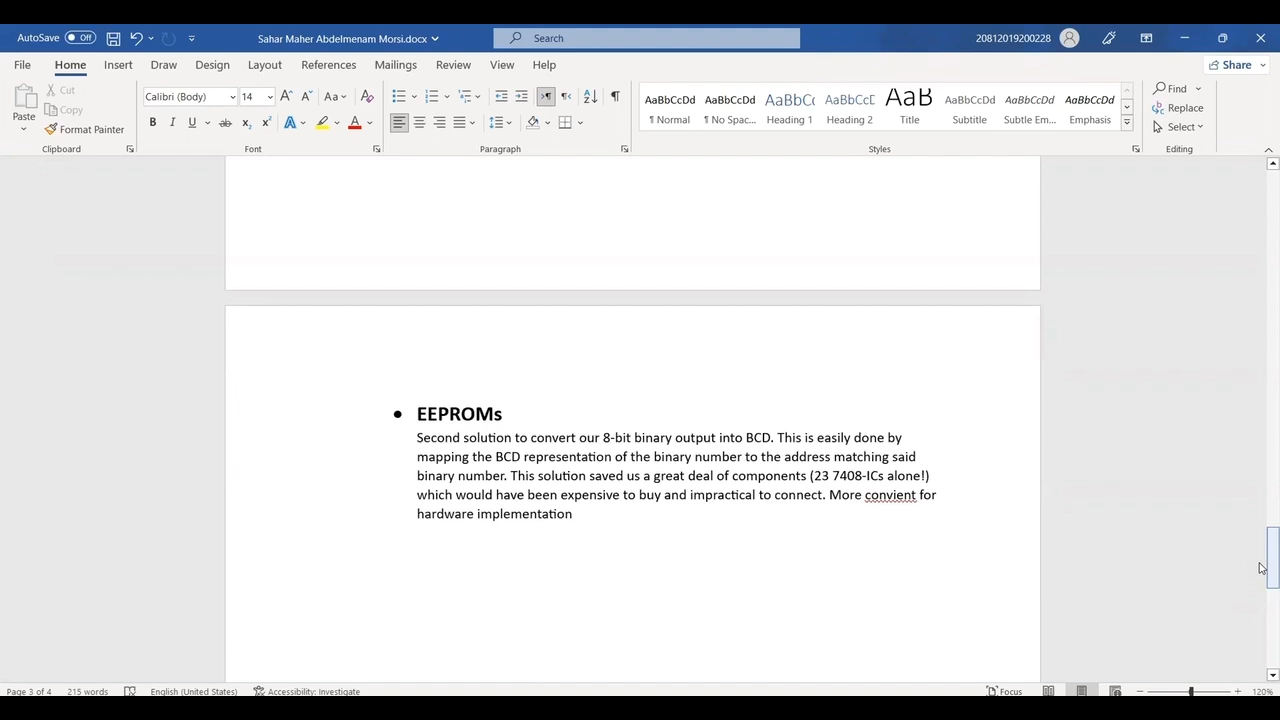 AutoSave Off Sahar Maher Abdelmenam Morsi.docx Search 20812019200228
File Home Insert Draw Design Layout References Mailings Review View Help Share
Paste Cut Copy Format Painter
Calibri (Body) 14
AaBbCcDd AaBbCcDd AaBbCc AaBbCcD AaB AaBbCcDd AaBbCcDd AaBbCcDd
¶ Normal ¶ No Spac... Heading 1 Heading 2 Title Subtitle Subtle Em... Emphasis
Find Replace Select
Clipboard Font Paragraph Styles Editing
• EEPROMs
Second solution to convert our 8-bit binary output into BCD. This is easily done by
mapping the BCD representation of the binary number to the address matching said
binary number. This solution saved us a great deal of components (23 7408-ICs alone!)
which would have been expensive to buy and impractical to connect. More convient for
hardware implementation
Page 3 of 4 215 words English (United States) Accessibility: Investigate Focus 120%